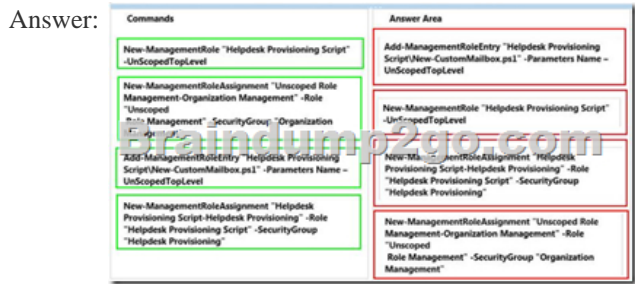 Answer:
Commands
New-ManagementRole "Helpdesk Provisioning Script"
-UnScopedTopLevel
New-ManagementRoleAssignment "Unscoped Role
Management-Organization Management" -Role
"Unscoped
Role Management" -SecurityGroup "Organization
Braindump2go.com
Add-ManagementRoleEntry "Helpdesk Provisioning
Script\New-CustomMailbox.ps1" -Parameters Name –
UnScopedTopLevel
New-ManagementRoleAssignment "Helpdesk
Provisioning Script-Helpdesk Provisioning" -Role
"Helpdesk Provisioning Script" -SecurityGroup
"Helpdesk Provisioning"
Answer Area
Add-ManagementRoleEntry "Helpdesk Provisioning
Script\New-CustomMailbox.ps1" -Parameters Name –
UnScopedTopLevel
New-ManagementRole "Helpdesk Provisioning Script"
-UnScopedTopLevel
New-ManagementRoleAssignment "Helpdesk
Provisioning Script-Helpdesk Provisioning" -Role
"Helpdesk Provisioning Script" -SecurityGroup
"Helpdesk Provisioning"
New-ManagementRoleAssignment "Unscoped Role
Management-Organization Management" -Role
"Unscoped
Role Management" -SecurityGroup "Organization
Management"